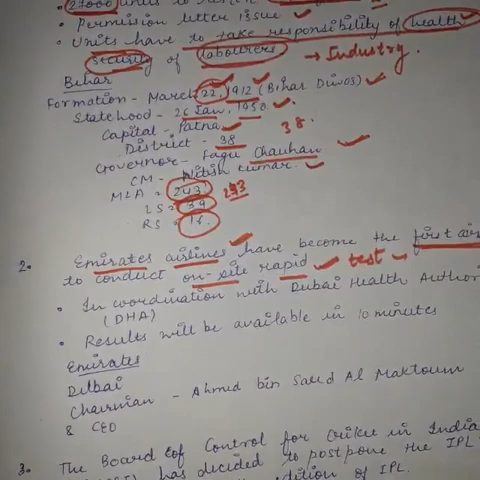 21000 units to
• Permission letter issue
• Units have to take responsibility of health
security of labourers → Industry.
Bihar
Formation - March 22, 1912 (Bihar Divos)
Statehood - 26 Jan, 1950.
Capital - Patna
District - 38 38.
Governor - Fagu Chauhan
CM - Nitish Kumar.
MLA = 243 243
LS = 39
RS = 16
2. Emirates airlines have become the first air
to conduct on-site rapid test
• In coordination with Dubai Health Author
(DHA)
• Results will be available in 10 minutes
Emirates
Dubai
Chairman - Ahmed bin Saeed Al Maktoum
& CEO
3. The Board of Control for Cricket in India
has decided to postpone the IPL
edition of IPL.